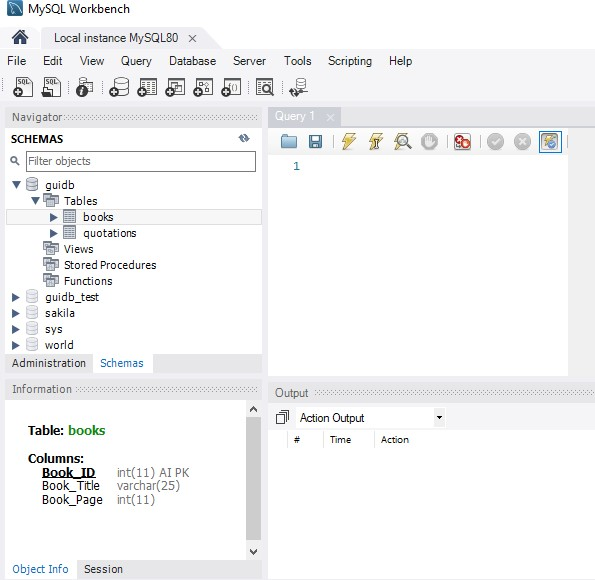 MySQL Workbench
Local instance MySQL80
File Edit View Query Database Server Tools Scripting Help
SQL SQL
Navigator
SCHEMAS
Filter objects
guidb
Tables
books
quotations
Views
Stored Procedures
Functions
guidb_test
sakila
sys
world
Administration Schemas
Information
Table: books
Columns:
Book_ID int(11) AI PK
Book_Title varchar(25)
Book_Page int(11)
Object Info Session
Query 1
1
Output
Action Output
# Time Action